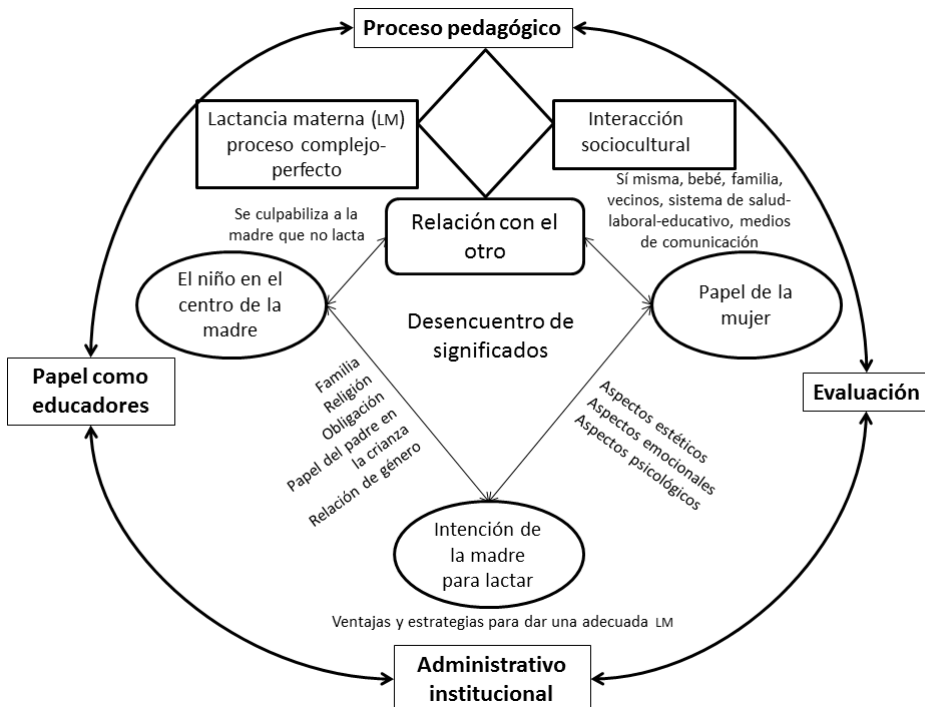 Proceso pedagógico
Lactancia materna (LM)
proceso complejo-
perfecto
Interacción
sociocultural
Sí misma, bebé, familia,
vecinos, sistema de salud-
laboral-educativo, medios
de comunicación
Se culpabiliza a la
madre que no lacta
Relación con el
otro
El niño en el
centro de la
madre
Papel de la
mujer
Desencuentro de
significados
Papel como
educadores
Evaluación
Familia
Religión
Obligación
Papel del padre en
la crianza
Relación de género
Aspectos estéticos
Aspectos emocionales
Aspectos psicológicos
Intención de
la madre
para lactar
Ventajas y estrategias para dar una adecuada LM
Administrativo
institucional